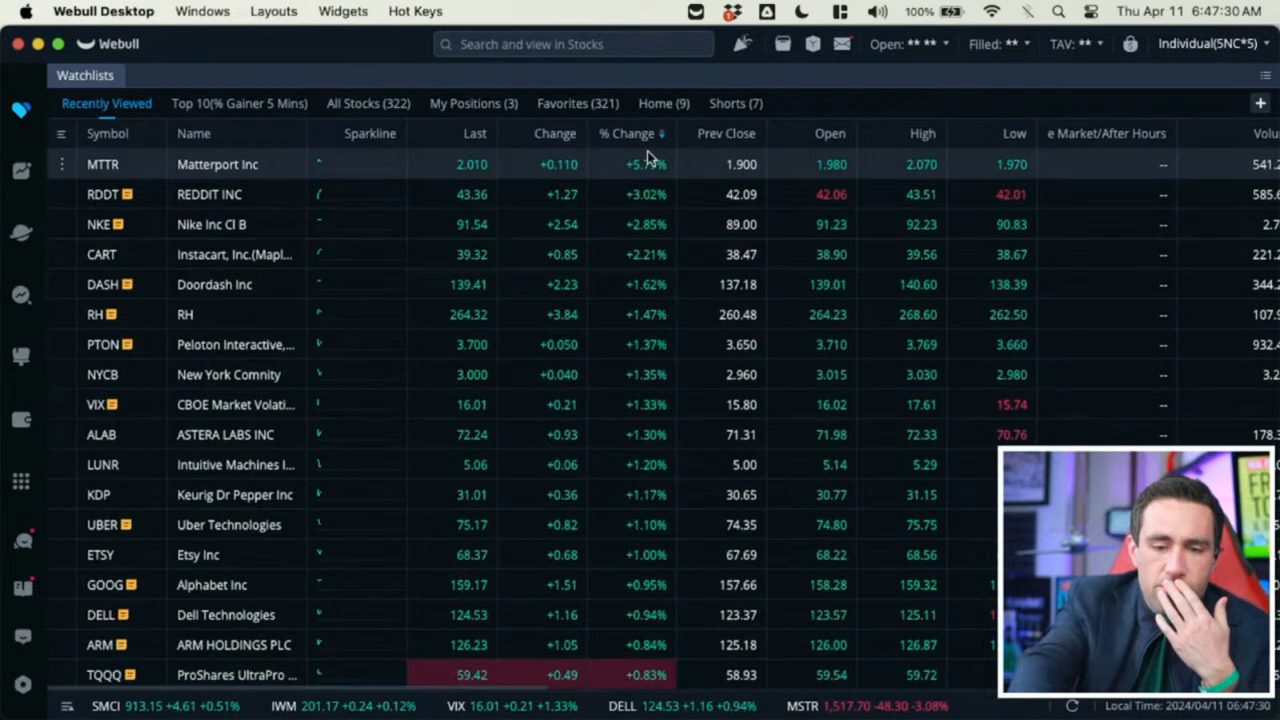 Webull Desktop Windows Layouts Widgets Hot Keys 100% Thu Apr 11 6:47:30 AM
Webull Search and view in Stocks Open: ** ** Filled: ** TAV: ** Individual(5NC*5)
Watchlists
Recently Viewed Top 10(% Gainer 5 Mins) All Stocks (322) My Positions (3) Favorites (321) Home (9) Shorts (7)
Symbol Name Sparkline Last Change % Change Prev Close Open High Low e Market/After Hours Volu
MTTR Matterport Inc 2.010 +0.110 +5.79% 1.900 1.980 2.070 1.970 -- 541.2
RDDT REDDIT INC 43.36 +1.27 +3.02% 42.09 42.06 43.51 42.01 -- 585.6
NKE Nike Inc Cl B 91.54 +2.54 +2.85% 89.00 91.23 92.23 90.83 -- 2.7
CART Instacart, Inc.(Mapl... 39.32 +0.85 +2.21% 38.47 38.90 39.56 38.67 -- 221.2
DASH Doordash Inc 139.41 +2.23 +1.62% 137.18 139.01 140.60 138.39 -- 344.2
RH RH 264.32 +3.84 +1.47% 260.48 264.23 268.60 262.50 -- 107.9
PTON Peloton Interactive,... 3.700 +0.050 +1.37% 3.650 3.710 3.769 3.660 -- 932.4
NYCB New York Comnity 3.000 +0.040 +1.35% 2.960 3.015 3.030 2.980 -- 3.2
VIX CBOE Market Volati... 16.01 +0.21 +1.33% 15.80 16.02 17.61 15.74 --
ALAB ASTERA LABS INC 72.24 +0.93 +1.30% 71.31 71.98 72.33 70.76 -- 178.3
LUNR Intuitive Machines I... 5.06 +0.06 +1.20% 5.00 5.14 5.29
KDP Keurig Dr Pepper Inc 31.01 +0.36 +1.17% 30.65 30.77 31.15
UBER Uber Technologies 75.17 +0.82 +1.10% 74.35 74.80 75.75
ETSY Etsy Inc 68.37 +0.68 +1.00% 67.69 68.22 68.56
GOOG Alphabet Inc 159.17 +1.51 +0.95% 157.66 158.28 159.32
DELL Dell Technologies 124.53 +1.16 +0.94% 123.37 123.57 125.11
ARM ARM HOLDINGS PLC 126.23 +1.05 +0.84% 125.18 126.00 126.87
TQQQ ProShares UltraPro ... 59.42 +0.49 +0.83% 58.93 59.54 59.72
SMCI 913.15 +4.61 +0.51% IWM 201.17 +0.24 +0.12% VIX 16.01 +0.21 +1.33% DELL 124.53 +1.16 +0.94% MSTR 1,517.70 -48.30 -3.08% Local Time: 2024/04/11 06:47:30